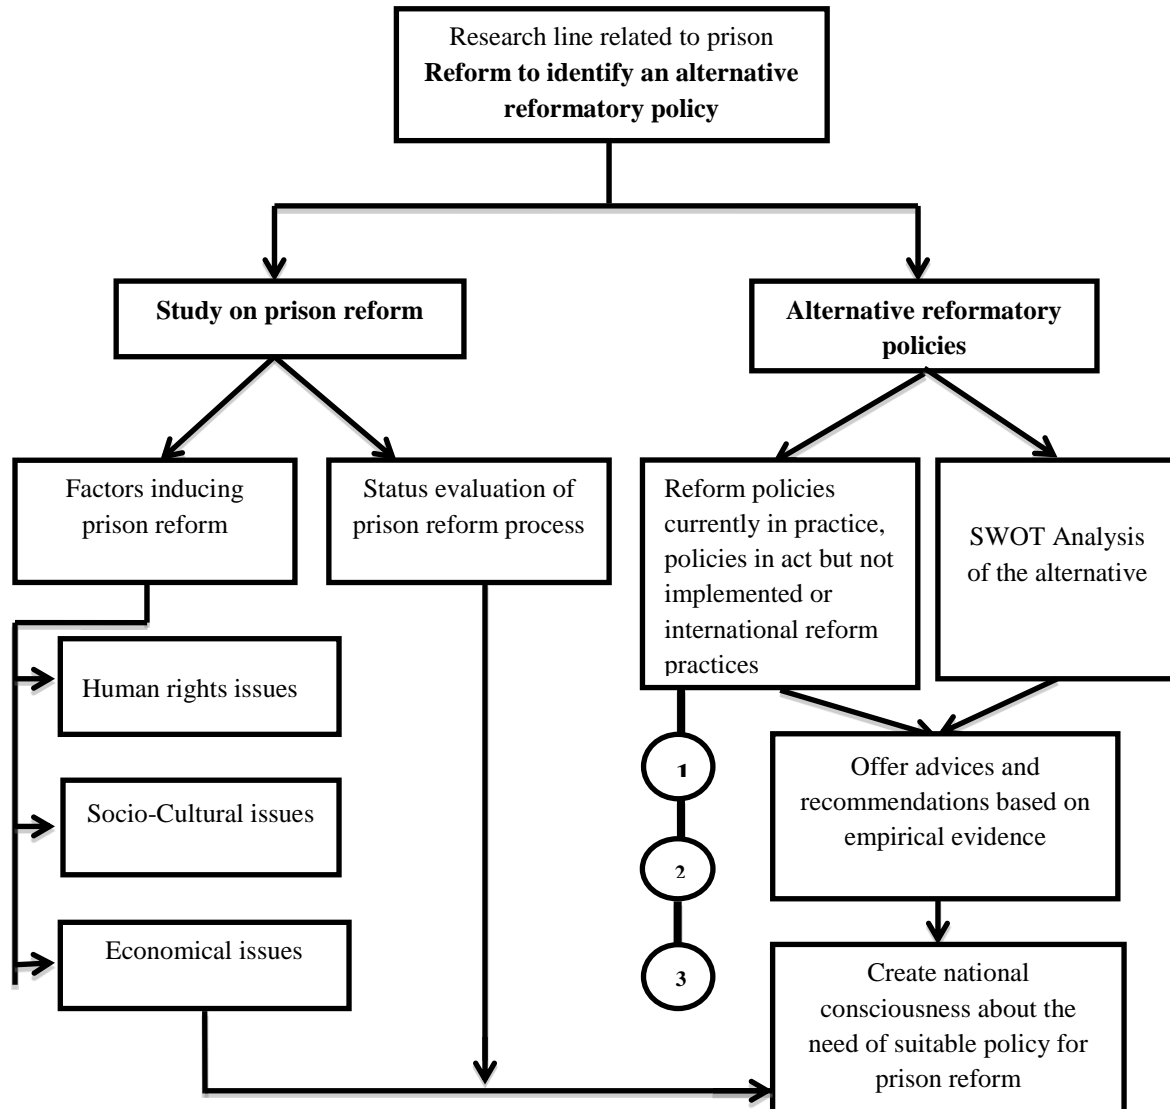 Research line related to prison
Reform to identify an alternative
reformatory policy
Study on prison reform
Alternative reformatory
policies
Factors inducing
prison reform
Status evaluation of
prison reform process
Reform policies
currently in practice,
policies in act but not
implemented or
international reform
practices
SWOT Analysis
of the alternative
Human rights issues
Socio-Cultural issues
Economical issues
1
2
3
Offer advices and
recommendations based on
empirical evidence
Create national
consciousness about the
need of suitable policy for
prison reform